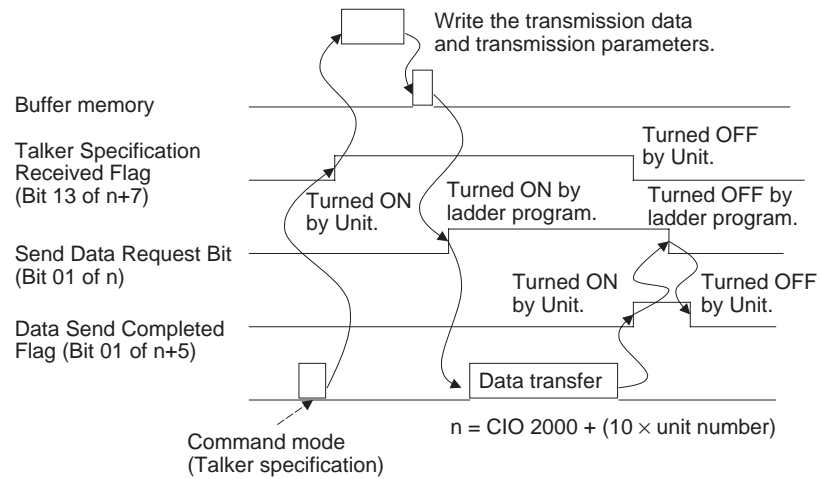 Write the transmission data
and transmission parameters.
Buffer memory
Talker Specification
Received Flag
(Bit 13 of n+7)
Turned OFF
by Unit.
Turned ON
by Unit.
Turned ON by
ladder program.
Turned OFF by
ladder program.
Send Data Request Bit
(Bit 01 of n)
Turned ON
by Unit.
Turned OFF
by Unit.
Data Send Completed
Flag (Bit 01 of n+5)
Data transfer
n = CIO 2000 + (10 × unit number)
Command mode
(Talker specification)